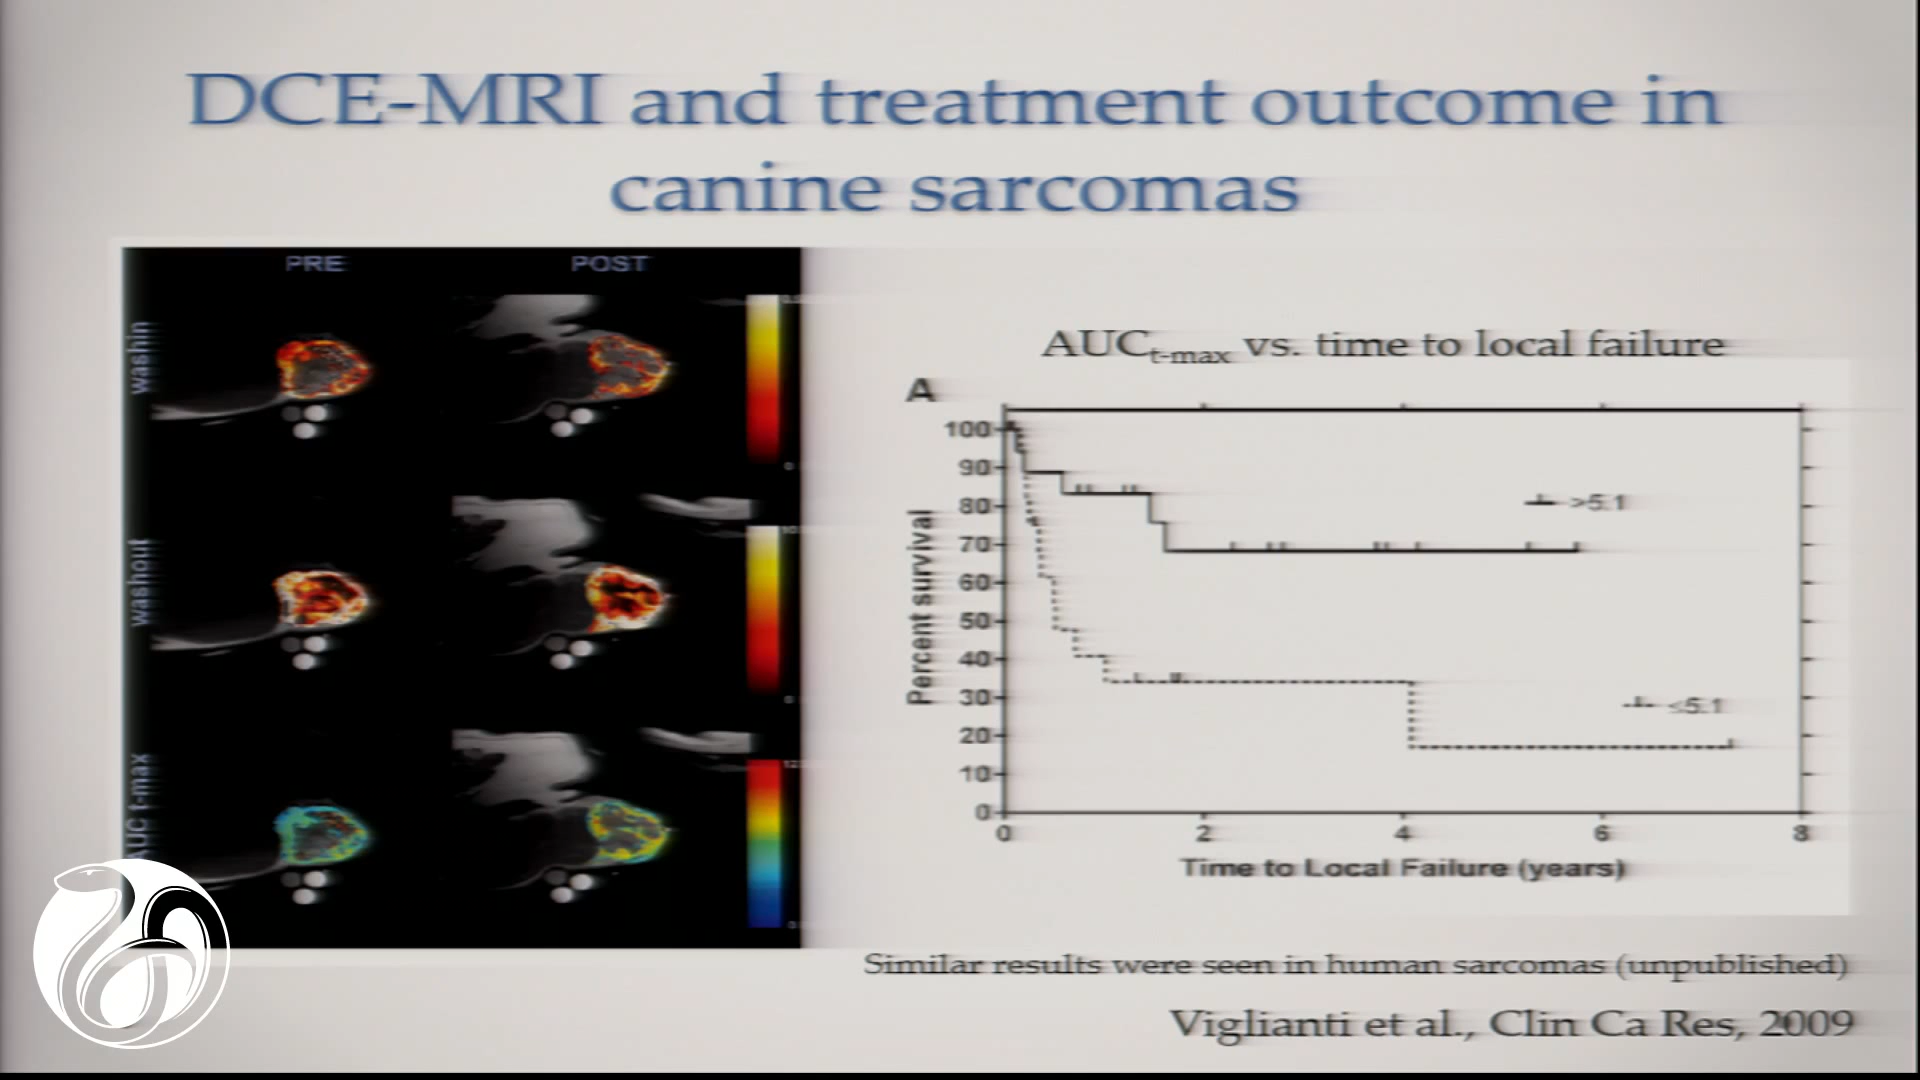 DCE-MRI and treatment outcome in
canine sarcomas
PRE POST
washin
washout
AUC t-max
0
0
AUCt-max vs. time to local failure
A
100
90
80
70
60
50
40
30
20
10
0
Percent survival
>5.1
≤5.1
0 2 4 6 8
Time to Local Failure (years)
Similar results were seen in human sarcomas (unpublished)
Viglianti et al., Clin Ca Res, 2009